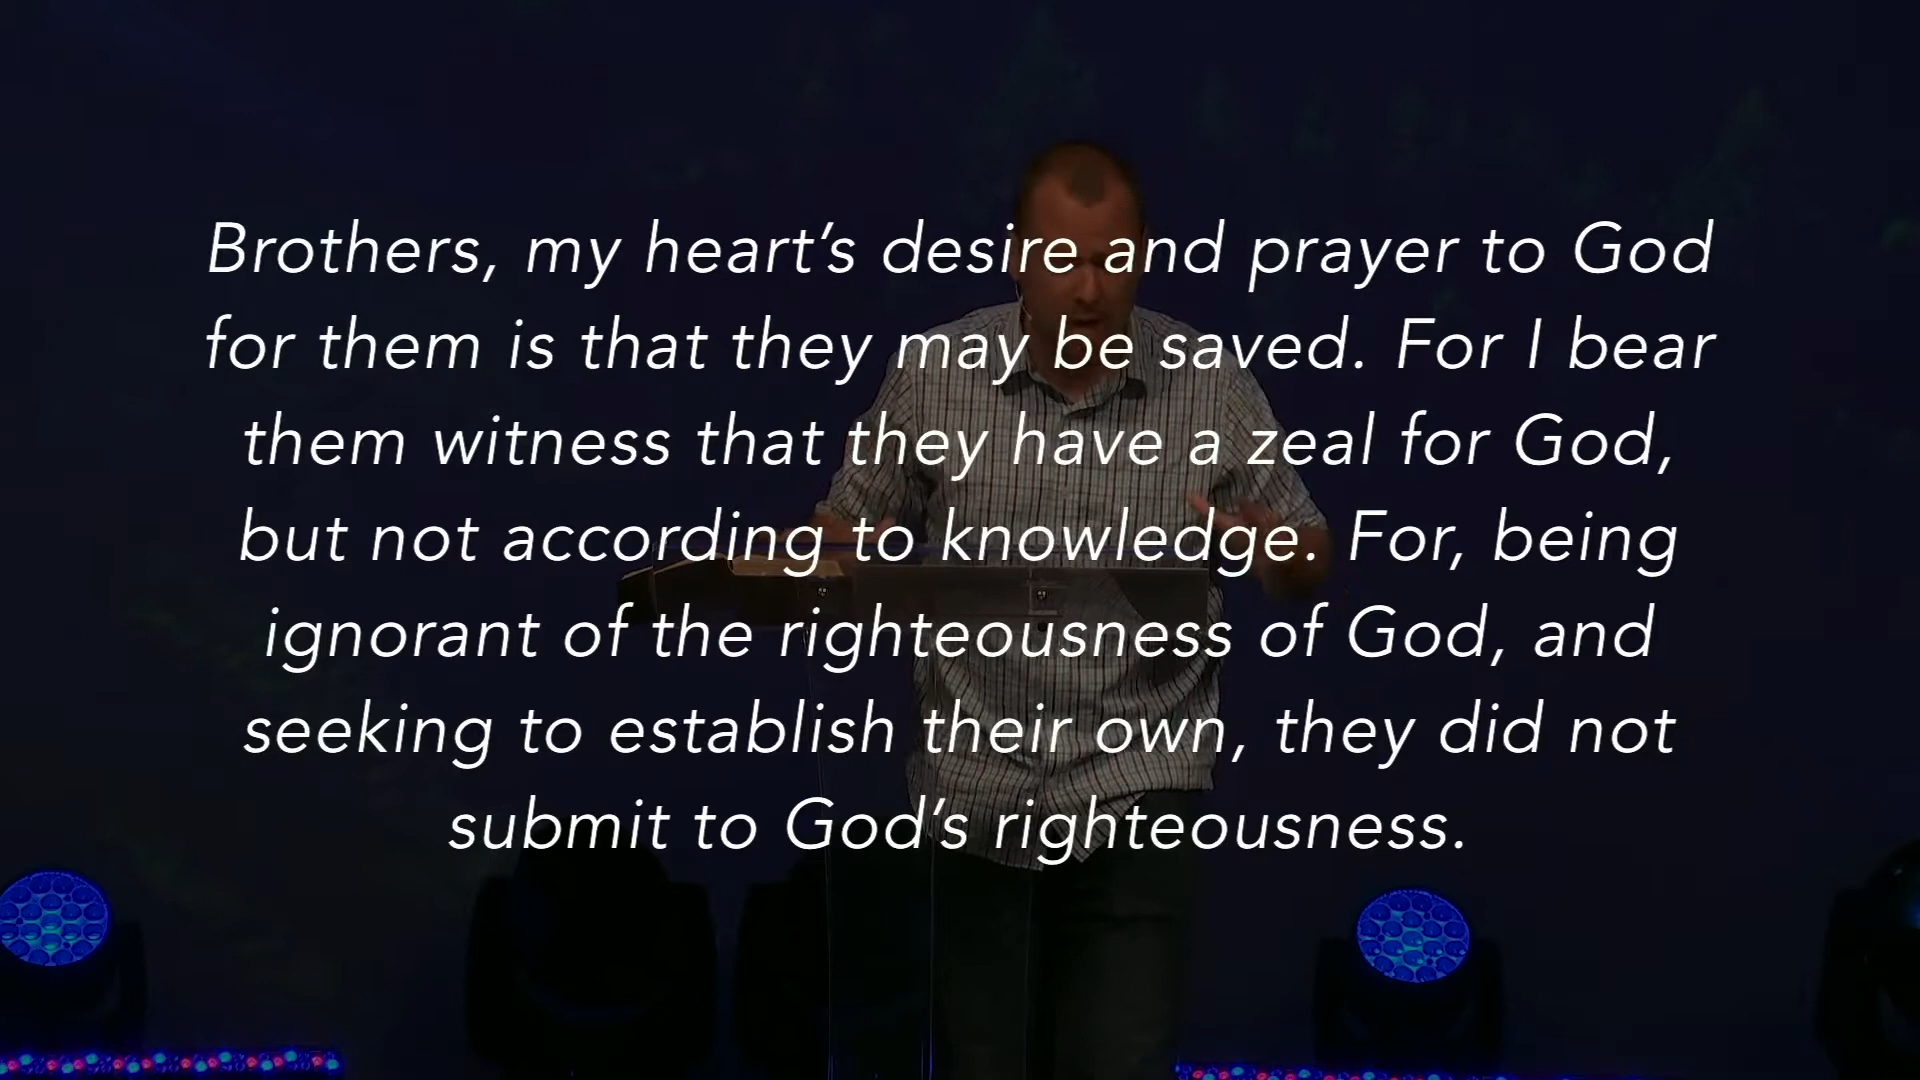 Brothers, my heart’s desire and prayer to God
for them is that they may be saved. For I bear
them witness that they have a zeal for God,
but not according to knowledge. For, being
ignorant of the righteousness of God, and
seeking to establish their own, they did not
submit to God’s righteousness.